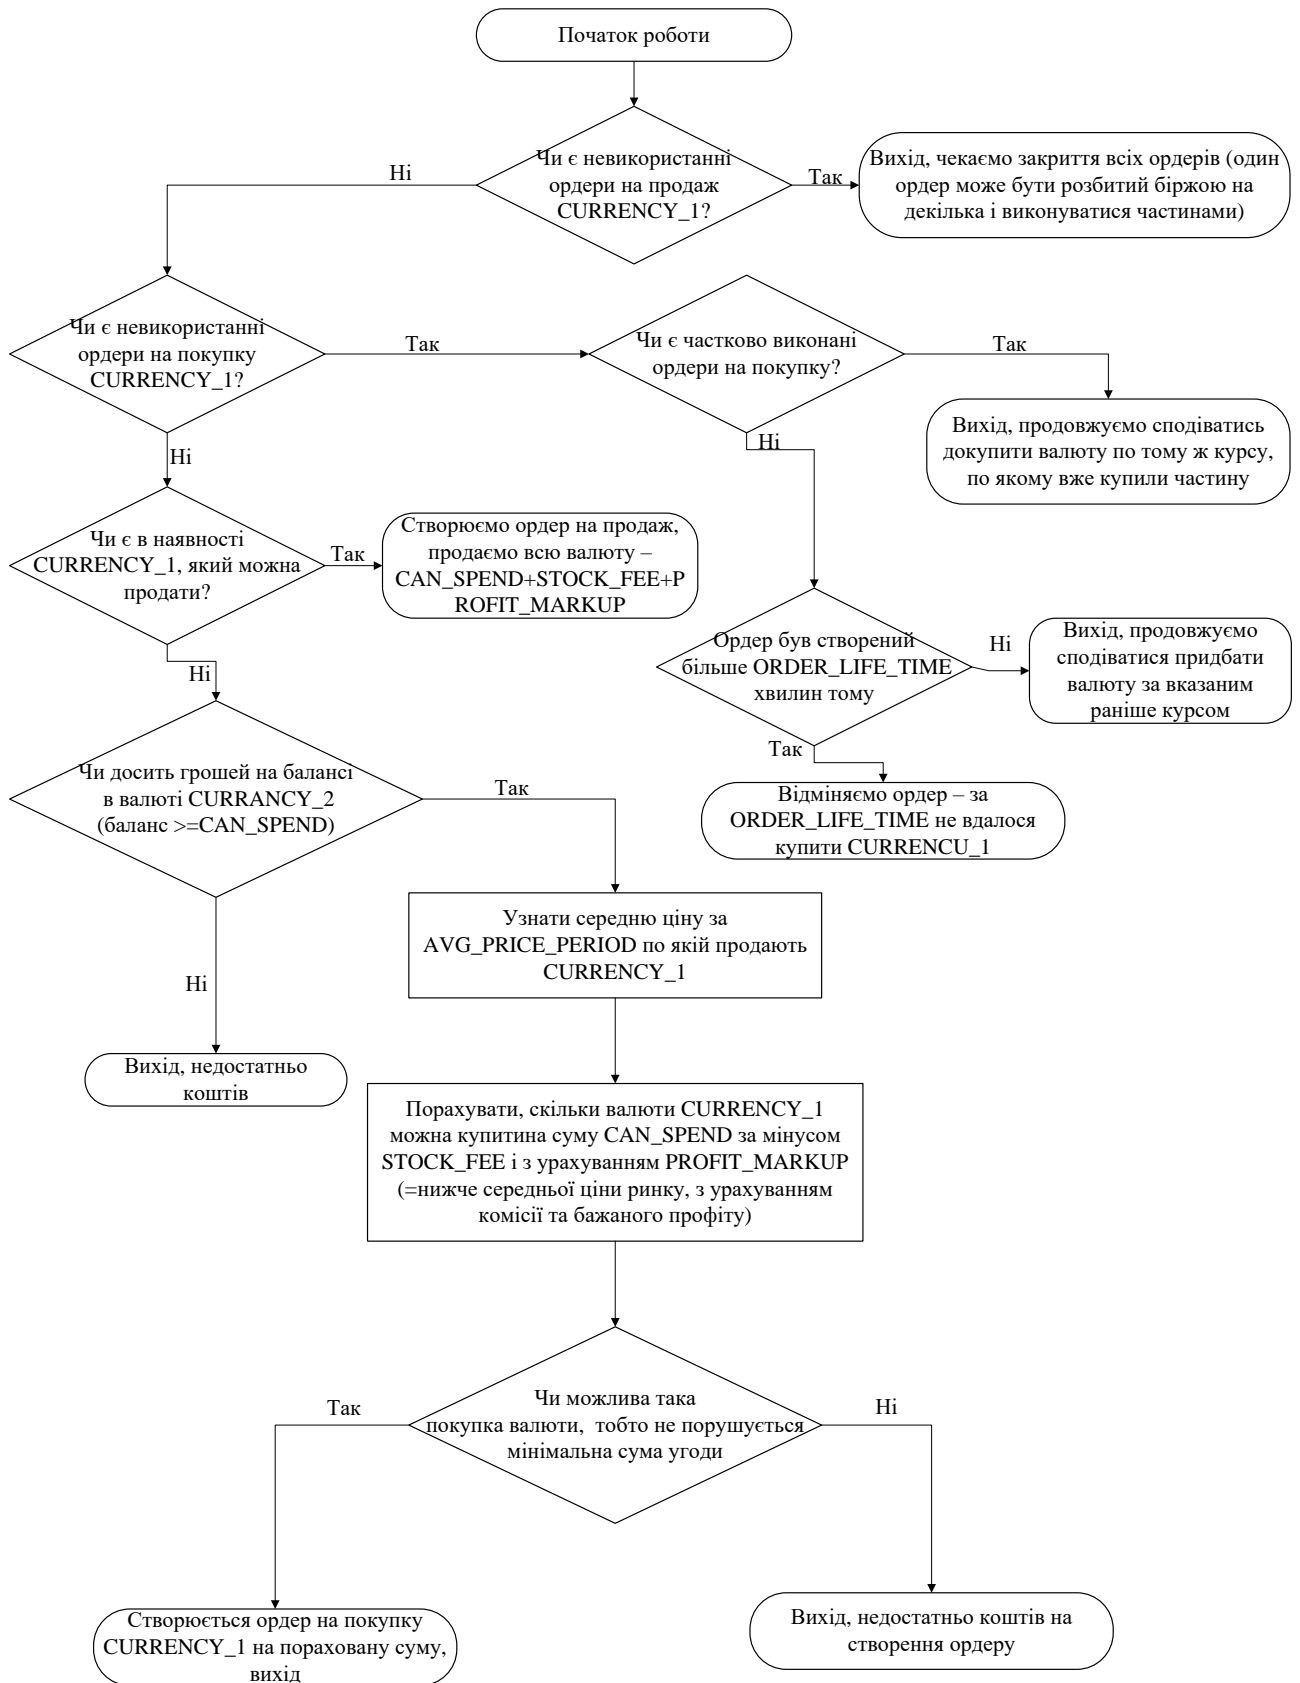 Початок роботи
Чи є невикористанні
ордери на продаж
CURRENCY_1?
Ні
Так
Вихід, чекаємо закриття всіх ордерів (один
ордер може бути розбитий біржою на
декілька і виконуватися частинами)
Чи є невикористанні
ордери на покупку
CURRENCY_1?
Так
Чи є частково виконані
ордери на покупку?
Так
Вихід, продовжуємо сподіватись
докупити валюту по тому ж курсу,
по якому вже купили частину
Ні
Ні
Чи є в наявності
CURRENCY_1, який можна
продати?
Так
Створюємо ордер на продаж,
продаємо всю валюту –
CAN_SPEND+STOCK_FEE+P
ROFIT_MARKUP
Ордер був створений
більше ORDER_LIFE_TIME
хвилин тому
Ні
Вихід, продовжуємо
сподіватися придбати
валюту за вказаним
раніше курсом
Ні
Так
Чи досить грошей на балансі
в валюті CURRANCY_2
(баланс >=CAN_SPEND)
Так
Відміняємо ордер – за
ORDER_LIFE_TIME не вдалося
купити CURRENCU_1
Узнати середню ціну за
AVG_PRICE_PERIOD по якій продають
CURRENCY_1
Ні
Вихід, недостатньо
коштів
Порахувати, скільки валюти CURRENCY_1
можна купитина суму CAN_SPEND за мінусом
STOCK_FEE і з урахуванням PROFIT_MARKUP
(=нижче середньої ціни ринку, з урахуванням
комісії та бажаного профіту)
Чи можлива така
покупка валюти,  тобто не порушується
мінімальна сума угоди
Так
Ні
Створюється ордер на покупку
CURRENCY_1 на пораховану суму,
вихід
Вихід, недостатньо коштів на
створення ордеру